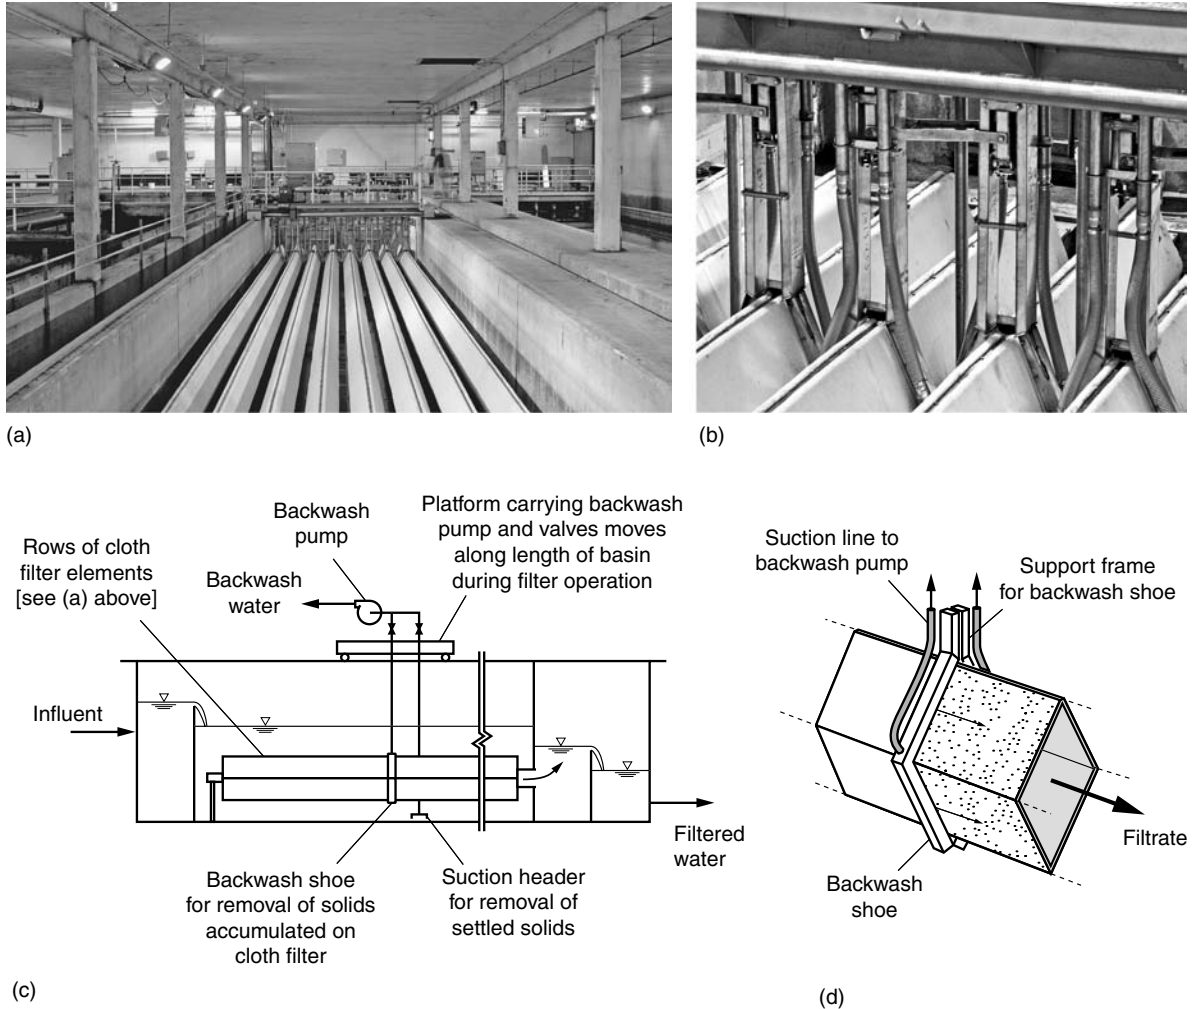 (a)
(b)
Backwash
pump
Platform carrying backwash
pump and valves moves
along length of basin
during filter operation
Rows of cloth
filter elements
[see (a) above]
Backwash
water
Influent
Filtered
water
Backwash shoe
for removal of solids
accumulated on
cloth filter
Suction header
for removal of
settled solids
(c)
Suction line to
backwash pump
Support frame
for backwash shoe
Filtrate
Backwash
shoe
(d)